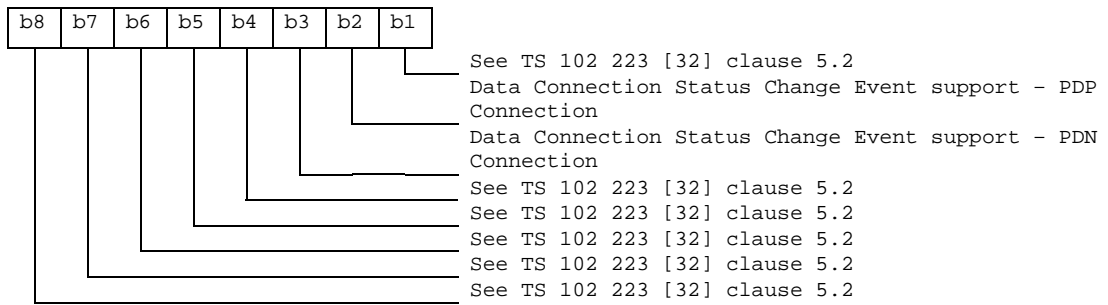 b8 b7 b6 b5 b4 b3 b2 b1
See TS 102 223 [32] clause 5.2
Data Connection Status Change Event support – PDP
Connection
Data Connection Status Change Event support – PDN
Connection
See TS 102 223 [32] clause 5.2
See TS 102 223 [32] clause 5.2
See TS 102 223 [32] clause 5.2
See TS 102 223 [32] clause 5.2
See TS 102 223 [32] clause 5.2